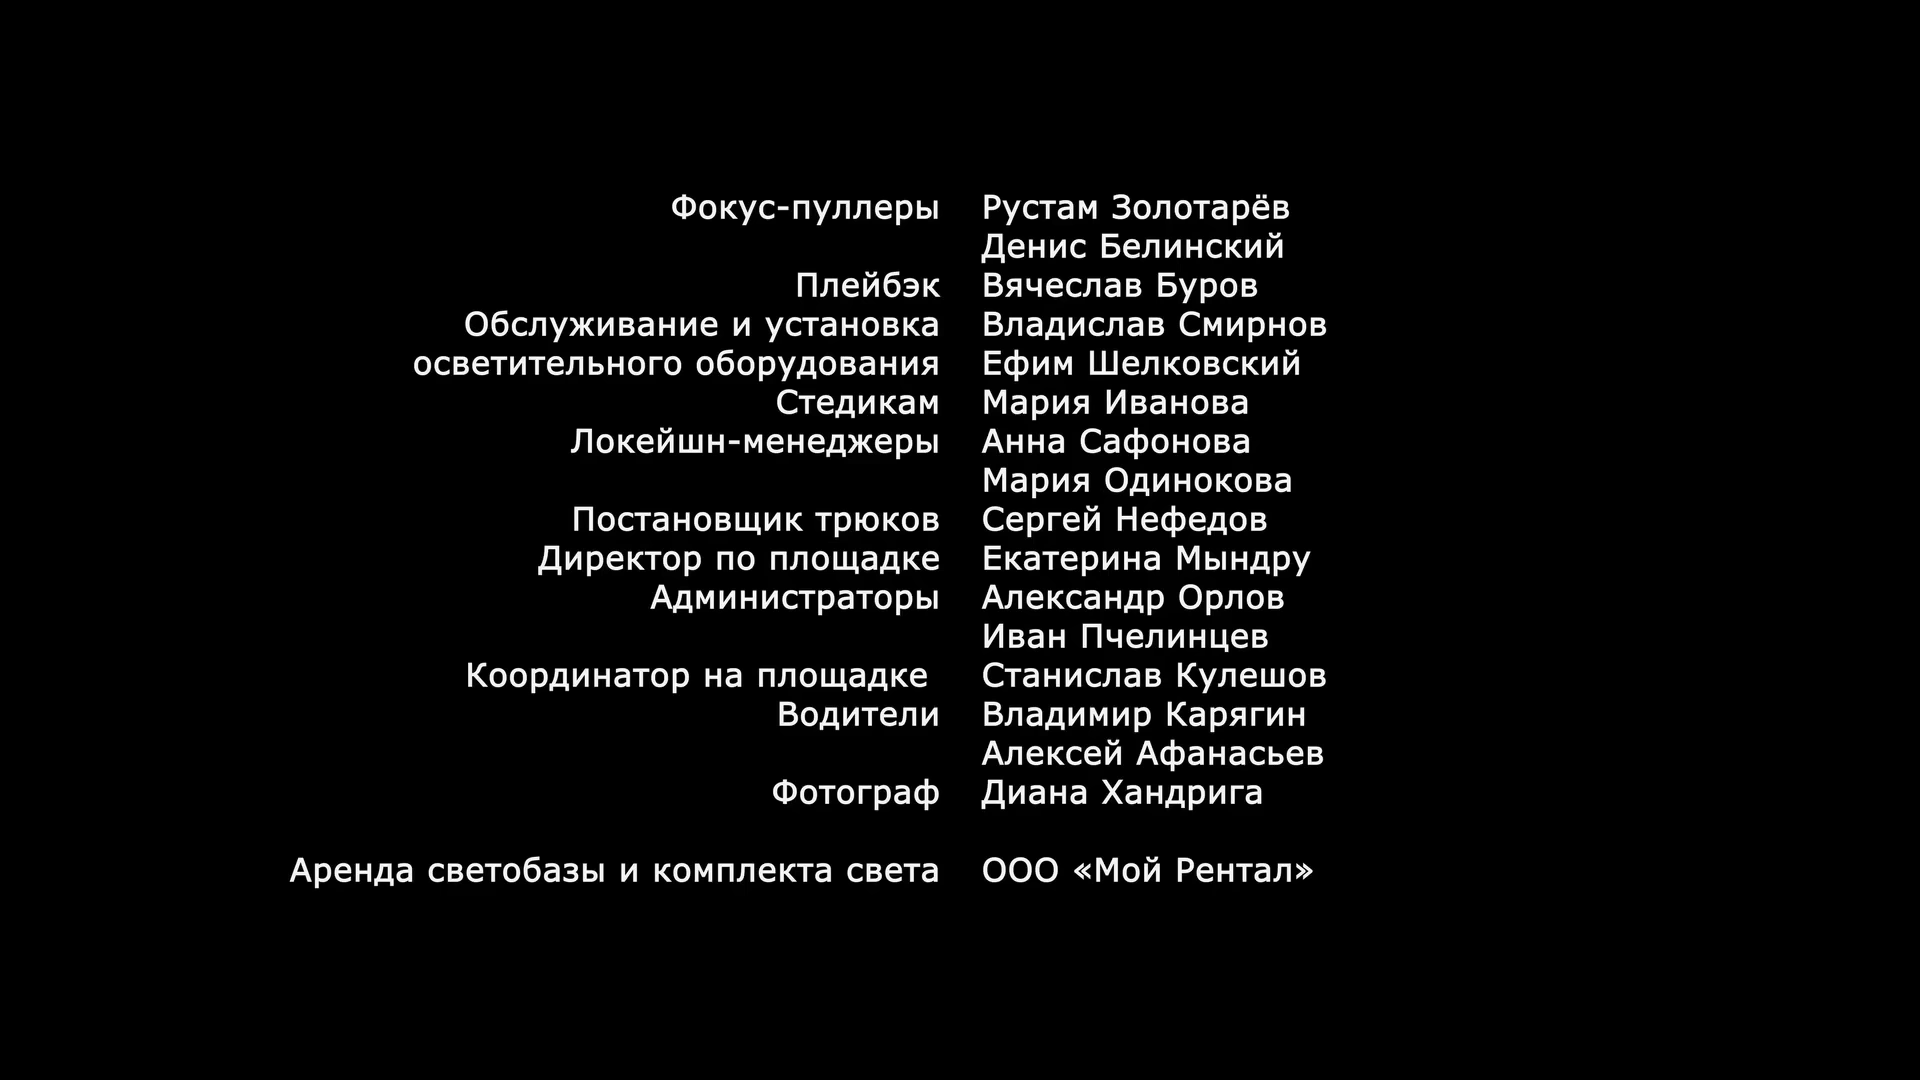 Фокус-пуллеры Рустам Золотарёв
Денис Белинский
Плейбэк Вячеслав Буров
Обслуживание и установка Владислав Смирнов
осветительного оборудования Ефим Шелковский
Стедикам Мария Иванова
Локейшн-менеджеры Анна Сафонова
Мария Одинокова
Постановщик трюков Сергей Нефедов
Директор по площадке Екатерина Мындру
Администраторы Александр Орлов
Иван Пчелинцев
Координатор на площадке Станислав Кулешов
Водители Владимир Карягин
Алексей Афанасьев
Фотограф Диана Хандрига
Аренда светобазы и комплекта света ООО «Мой Рентал»